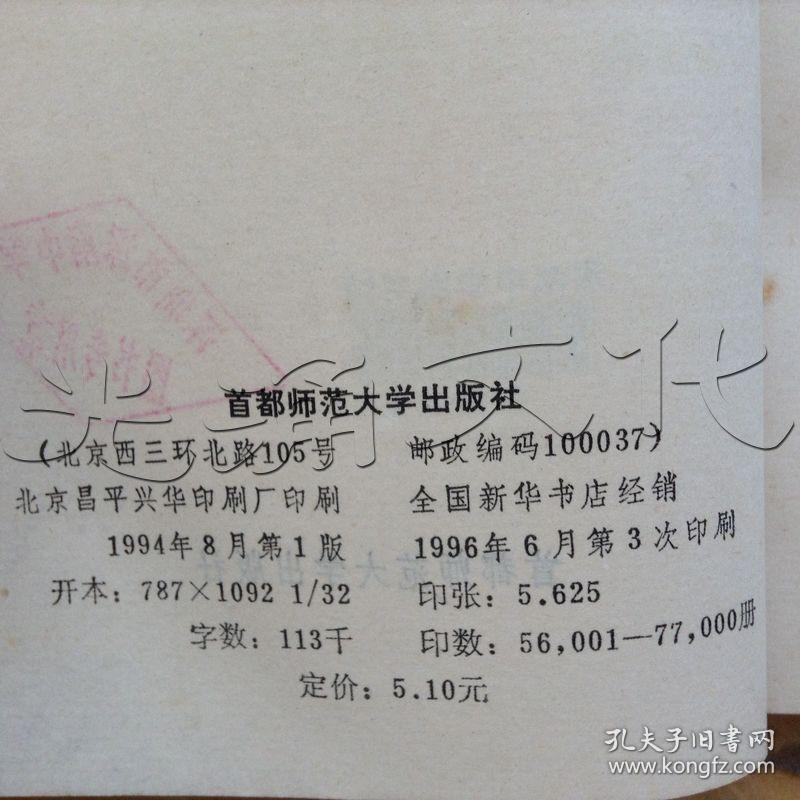 首都师范大学出版社
(北京西三环北路105号 邮政编码100037)
北京昌平兴华印刷厂印刷 全国新华书店经销
1994年8月第1版 1996年6月第3次印刷
开本：787×1092 1/32 印张：5.625
字数：113千 印数：56,001—77,000册
定价：5.10元
孔夫子旧书网
www.kongfz.com